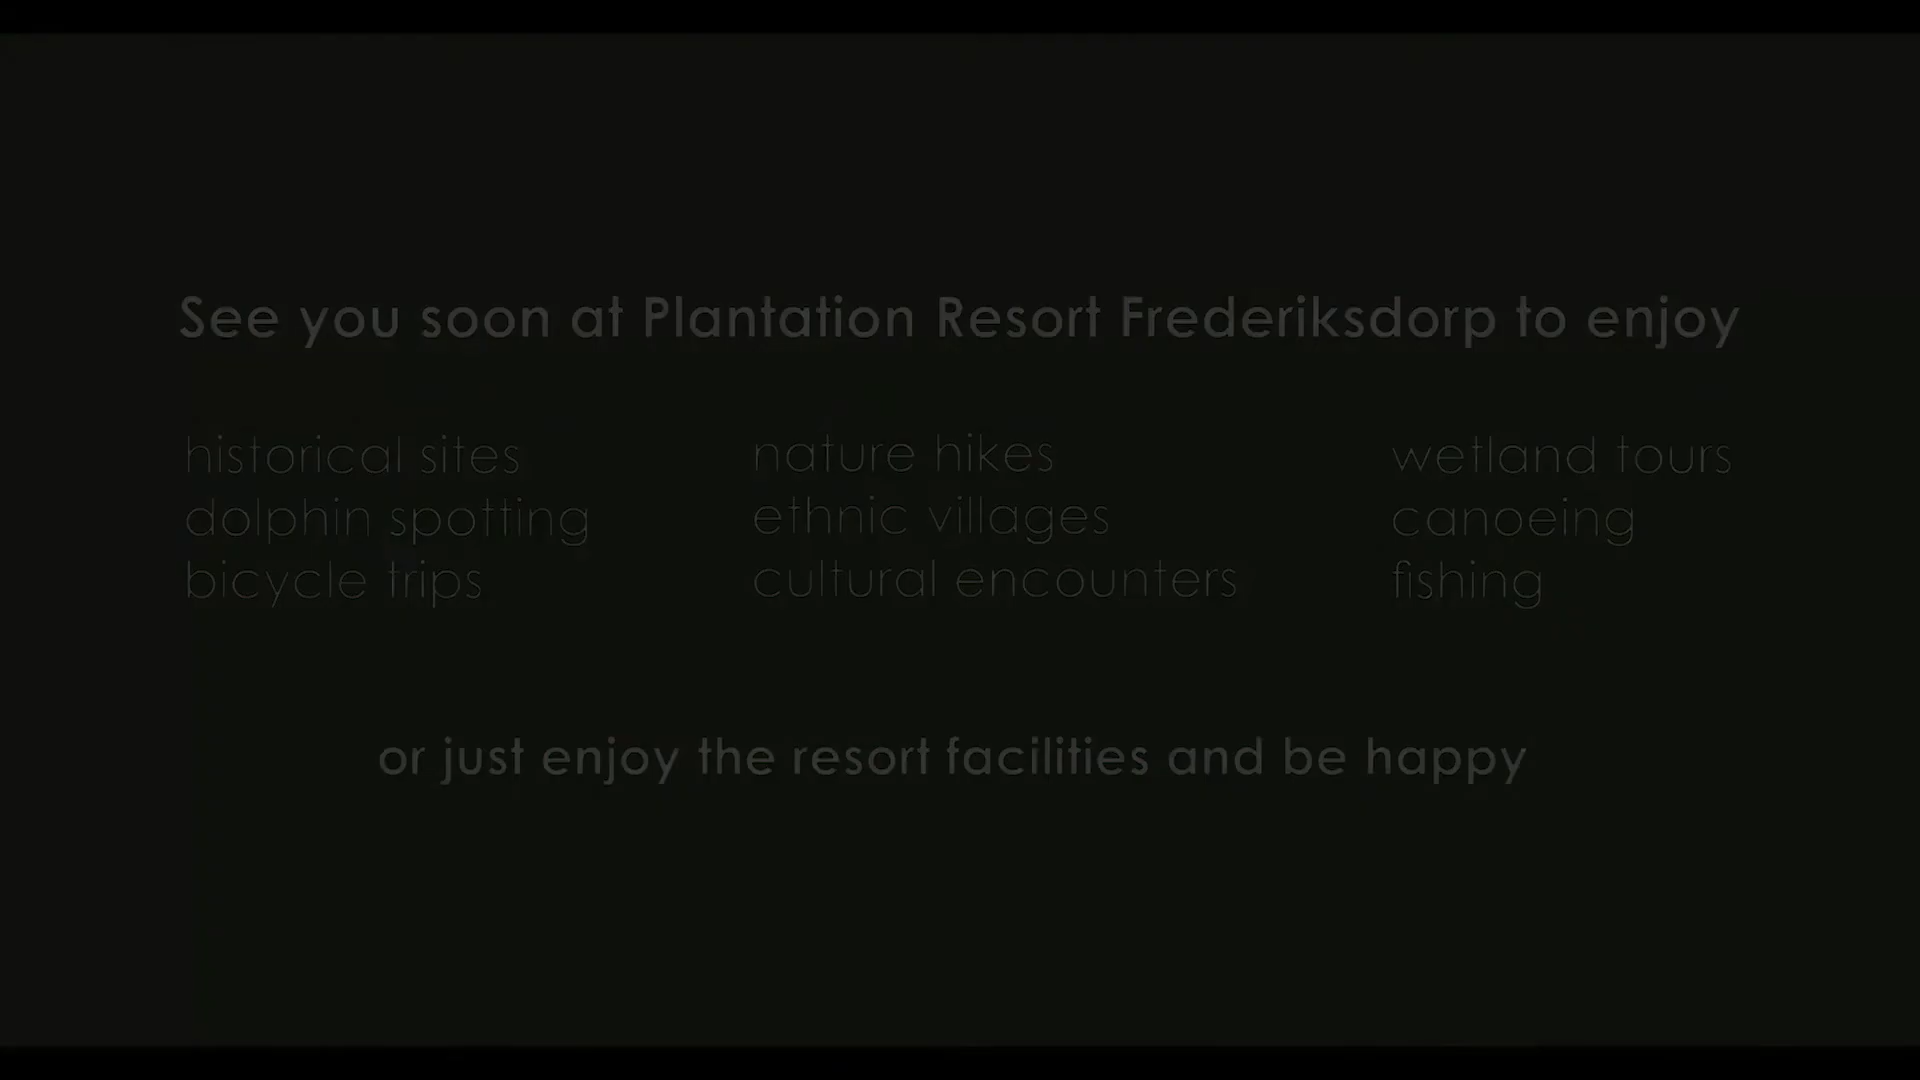 See you soon at Plantation Resort Frederiksdorp to enjoy
historical sites
dolphin spotting
bicycle trips
nature hikes
ethnic villages
cultural encounters
wetland tours
canoeing
fishing
or just enjoy the resort facilities and be happy